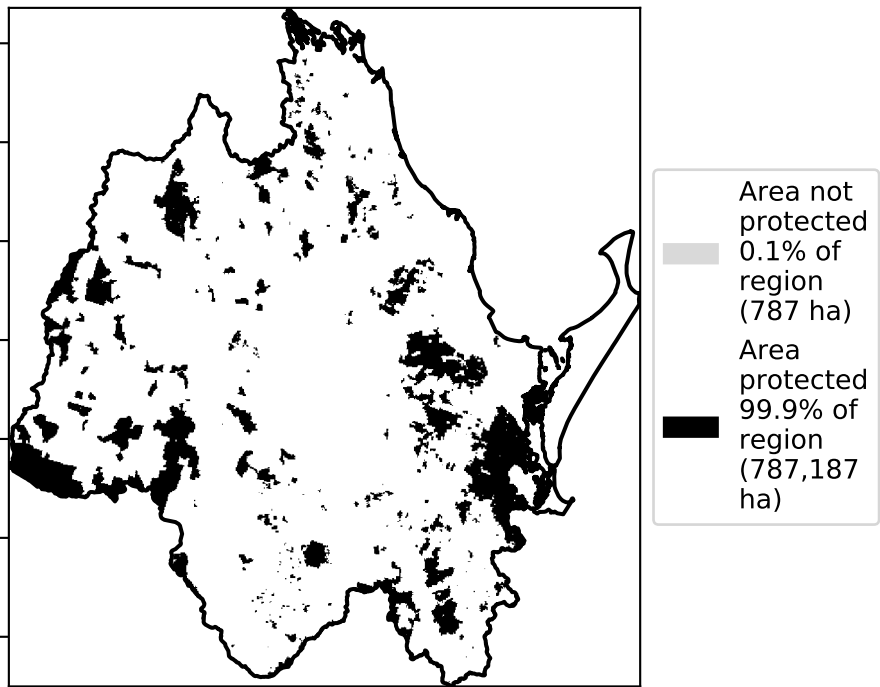 Area not
protected
0.1% of
region
(787 ha)
Area
protected
99.9% of
region
(787,187
ha)